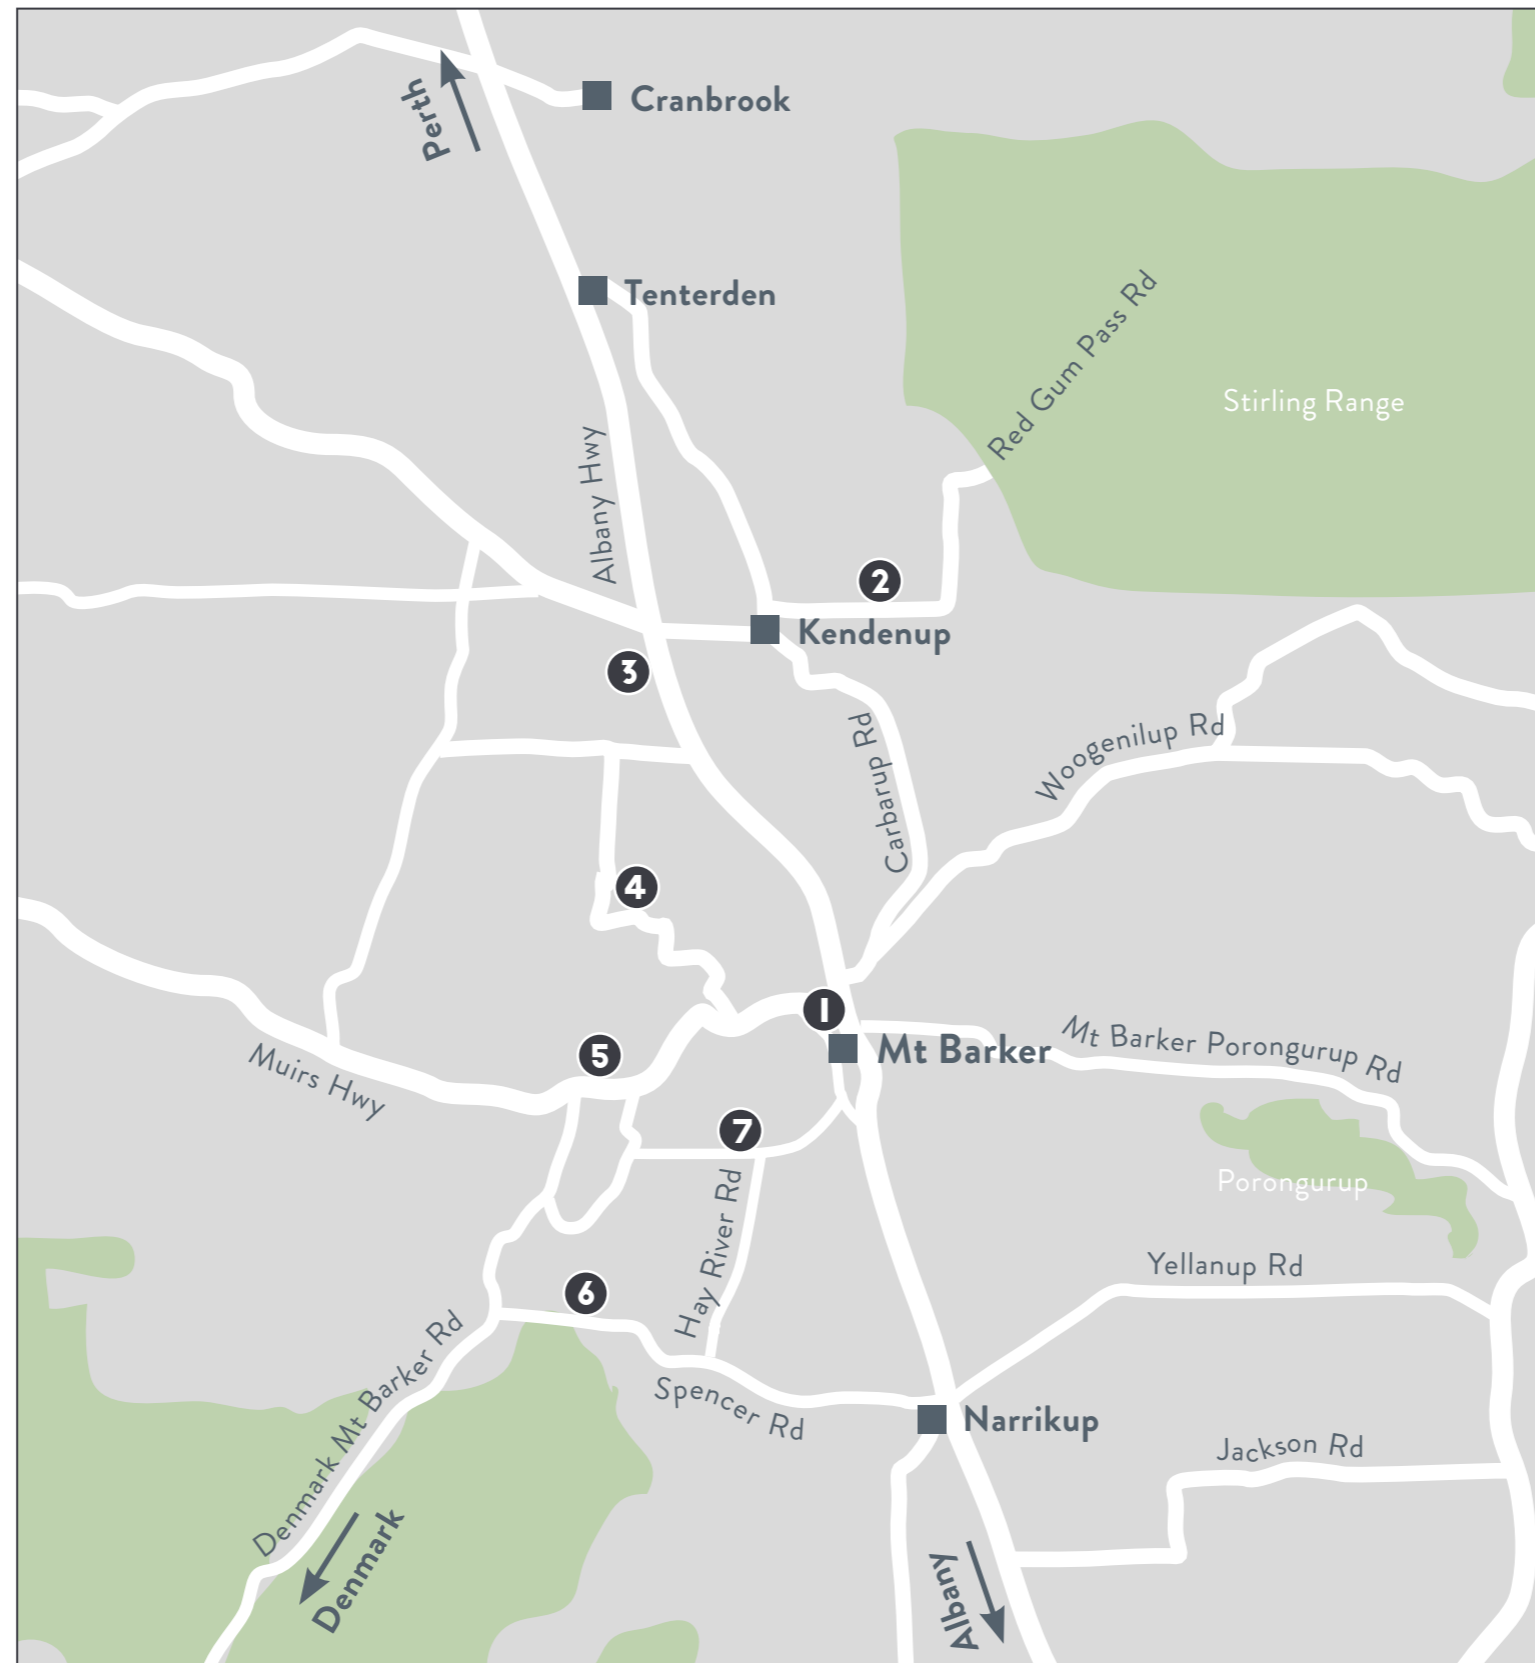 Perth
Cranbrook
Tenterden
Red Gum Pass Rd
Stirling Range
Albany Hwy
2
Kendenup
3
Carbarup Rd
Woogenilup Rd
4
1
Mt Barker
Mt Barker Porongurup Rd
5
Muirs Hwy
7
Porongurup
Hay River Rd
Yellanup Rd
6
Denmark Mt Barker Rd
Spencer Rd
Narrikup
Jackson Rd
Denmark
Albany